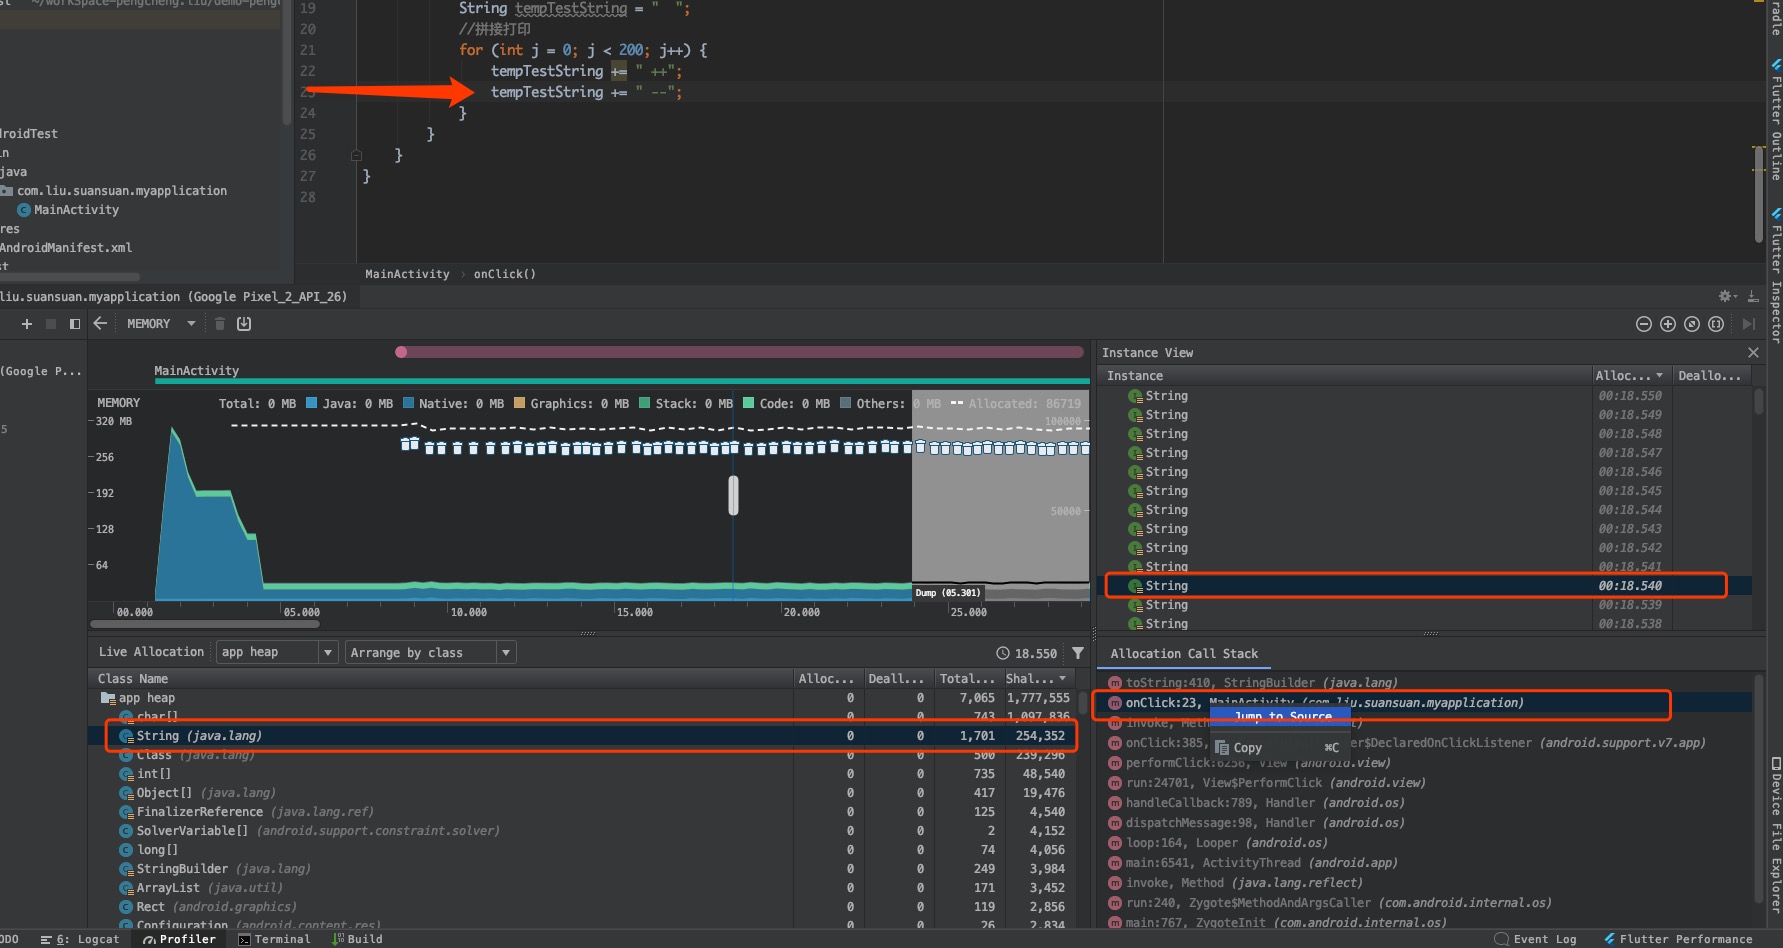 st ~/workSpace-pengcheng.liu/demo-peng
19 String tempTestString = "  ";
20 //拼接打印
21 for (int j = 0; j < 200; j++) {
22 tempTestString += " ++";
23 tempTestString += " --";
24 }
25 }
26 }
27 }
28
radle
Flutter Outline
Flutter Inspector
Device File Explorer
droidTest
in
java
com.liu.suansuan.myapplication
MainActivity
res
AndroidManifest.xml
st
MainActivity › onClick()
liu.suansuan.myapplication (Google Pixel_2_API_26)
MEMORY
(Google P...
5
MainActivity
MEMORY Total: 0 MB Java: 0 MB Native: 0 MB Graphics: 0 MB Stack: 0 MB Code: 0 MB Others: 0 MB Allocated: 86719
320 MB
100000
256
192
50000
128
64
Dump (05.301)
00.000 05.000 10.000 15.000 20.000 25.000
Instance View
Instance Alloc... Deallo...
String 00:18.550
String 00:18.549
String 00:18.548
String 00:18.547
String 00:18.546
String 00:18.545
String 00:18.544
String 00:18.543
String 00:18.542
String 00:18.541
String 00:18.540
String 00:18.539
String 00:18.538
Live Allocation app heap Arrange by class 18.550
Class Name Alloc... Deall... Total... Shal...
app heap 0 0 7,065 1,777,555
char[] 0 0 743 1,097,836
String (java.lang) 0 0 1,701 254,352
Class (java.lang) 0 0 500 239,296
int[] 0 0 735 48,540
Object[] (java.lang) 0 0 417 19,476
FinalizerReference (java.lang.ref) 0 0 125 4,540
SolverVariable[] (android.support.constraint.solver) 0 0 2 4,152
long[] 0 0 74 4,056
StringBuilder (java.lang) 0 0 249 3,984
ArrayList (java.util) 0 0 171 3,452
Rect (android.graphics) 0 0 119 2,856
Configuration (android.content.res) 0 0 26 2,834
Allocation Call Stack
toString:410, StringBuilder (java.lang)
onClick:23, MainActivity (com.liu.suansuan.myapplication)
Jump to Source
Copy ⌘C
invoke, Meth
onClick:385, er$DeclaredOnClickListener (android.support.v7.app)
performClick:6256, View (android.view)
run:24701, View$PerformClick (android.view)
handleCallback:789, Handler (android.os)
dispatchMessage:98, Handler (android.os)
loop:164, Looper (android.os)
main:6541, ActivityThread (android.app)
invoke, Method (java.lang.reflect)
run:240, Zygote$MethodAndArgsCaller (com.android.internal.os)
main:767, ZygoteInit (com.android.internal.os)
ODO 6: Logcat Profiler Terminal Build Event Log Flutter Performance